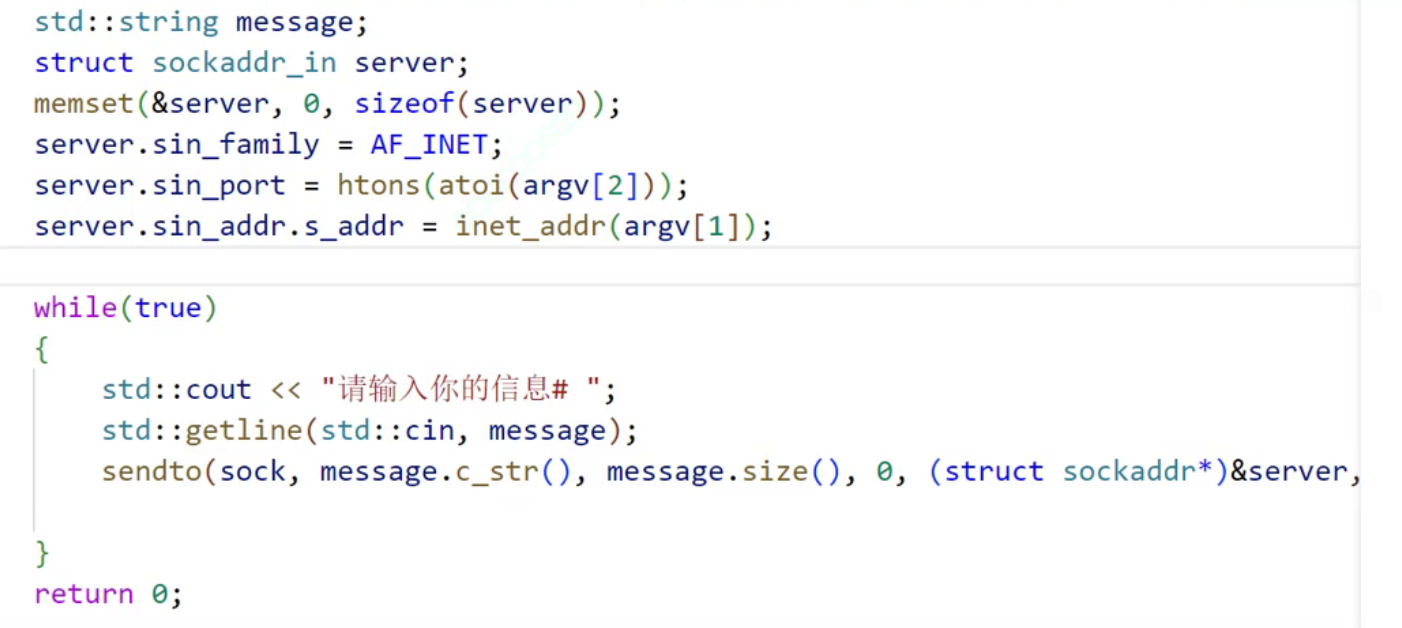 std::string message;
struct sockaddr_in server;
memset(&server, 0, sizeof(server));
server.sin_family = AF_INET;
server.sin_port = htons(atoi(argv[2]));
server.sin_addr.s_addr = inet_addr(argv[1]);
while(true)
{
    std::cout << "请输入你的信息# ";
    std::getline(std::cin, message);
    sendto(sock, message.c_str(), message.size(), 0, (struct sockaddr*)&server,
}
return 0;